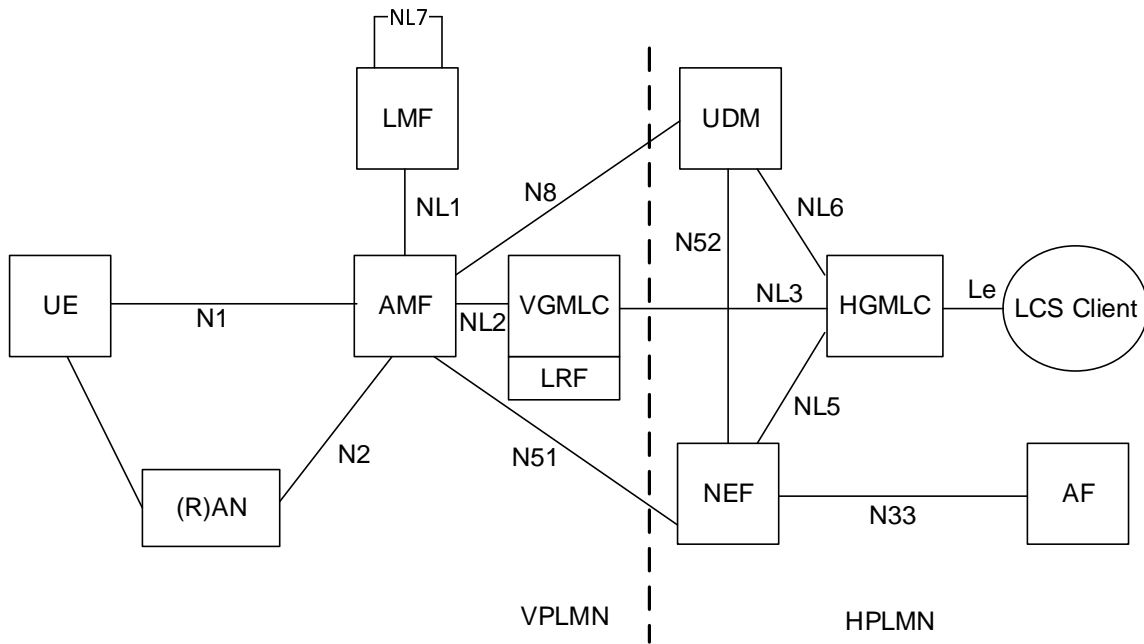 NL7
LMF
UDM
N8
NL1
NL6
N52
UE
AMF
VGMLC
HGMLC
LCS Client
N1
NL2
NL3
Le
LRF
NL5
N2
N51
(R)AN
NEF
AF
N33
VPLMN
HPLMN